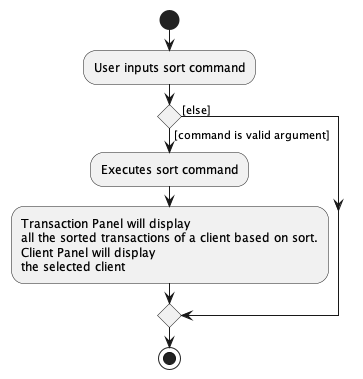 User inputs sort command
[else]
[command is valid argument]
Executes sort command
Transaction Panel will display
all the sorted transactions of a client based on sort.
Client Panel will display
the selected client